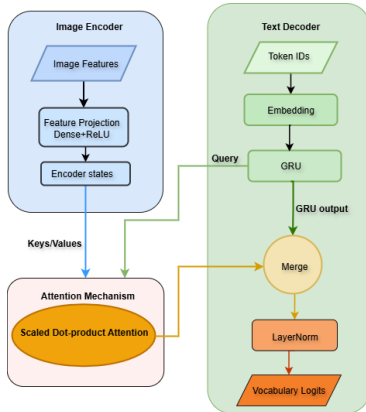 Image Encoder
Image Features
Feature Projection
Dense+ReLU
Encoder states
Keys/Values
Attention Mechanism
Scaled Dot-product Attention
Text Decoder
Token IDs
Embedding
Query
GRU
GRU output
Merge
LayerNorm
Vocabulary Logits